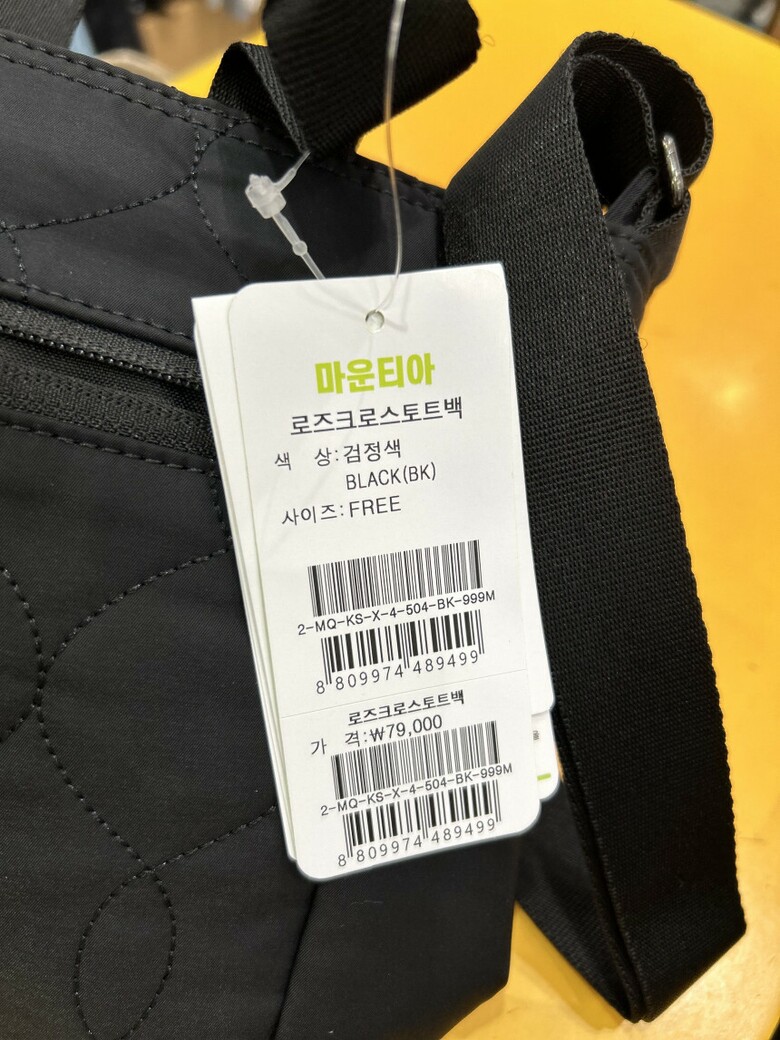 마운티아
로즈크로스토트백
색 상:검정색
BLACK(BK)
사이즈:FREE
2-MQ-KS-X-4-504-BK-999M
8 809974 489499
로즈크로스토트백
가 격:₩79,000
2-MQ-KS-X-4-504-BK-999M
8 809974 489499